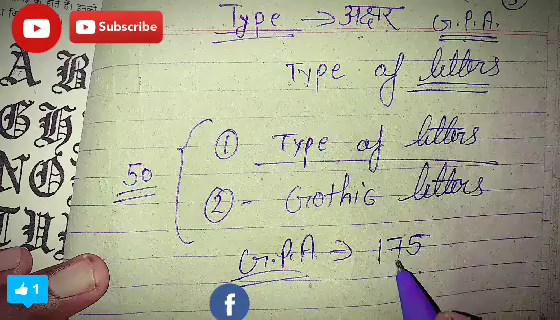 Subscribe
Type → अक्षर G.P.A.
Type of letters
50
① Type of letters
② - Gothic letters
G.P.A → 175
A B
G H
N O
T U
1
f